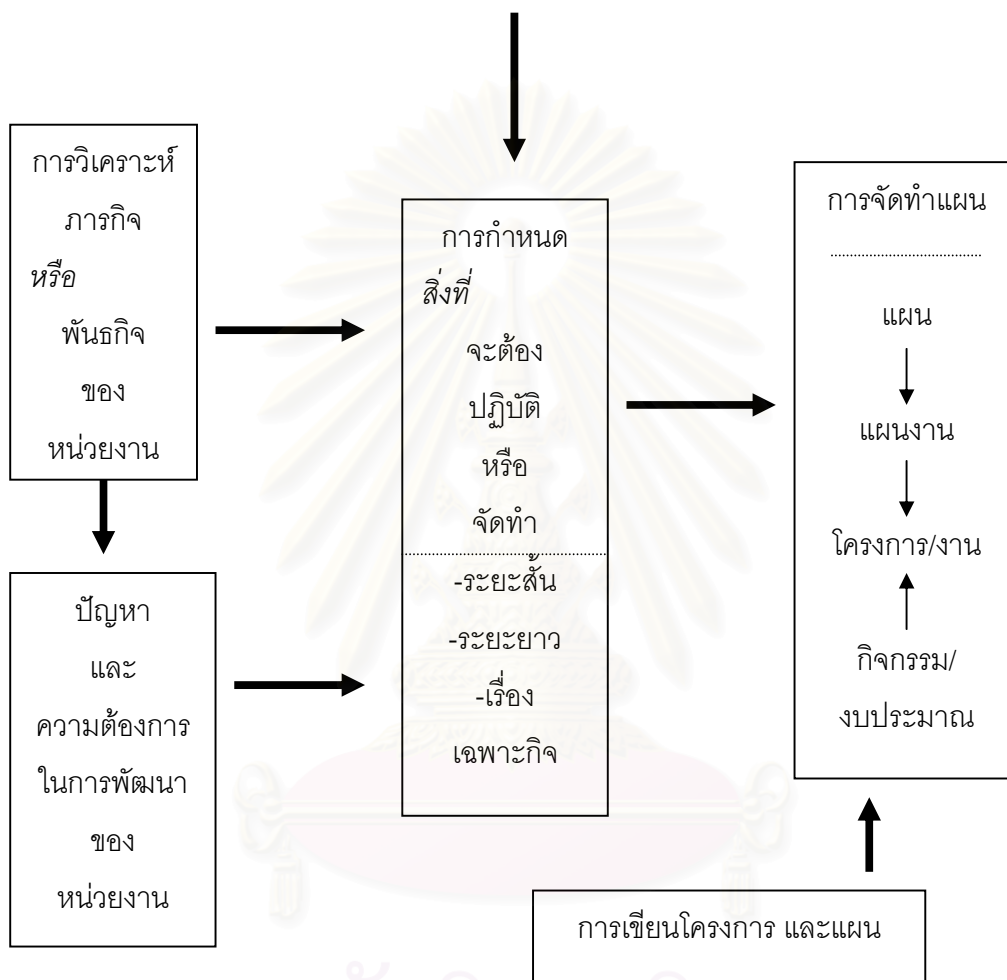 การวิเคราะห์
ภารกิจ
หรือ
พันธกิจ
ของ
หน่วยงาน
ปัญหา
และ
ความต้องการ
ในการพัฒนา
ของ
หน่วยงาน
การกำหนด
สิ่งที่
จะต้อง
ปฏิบัติ
หรือ
จัดทำ
-ระยะสั้น
-ระยะยาว
-เรื่อง
เฉพาะกิจ
การจัดทำแผน
แผน
แผนงาน
โครงการ/งาน
กิจกรรม/
งบประมาณ
การเขียนโครงการ และแผน